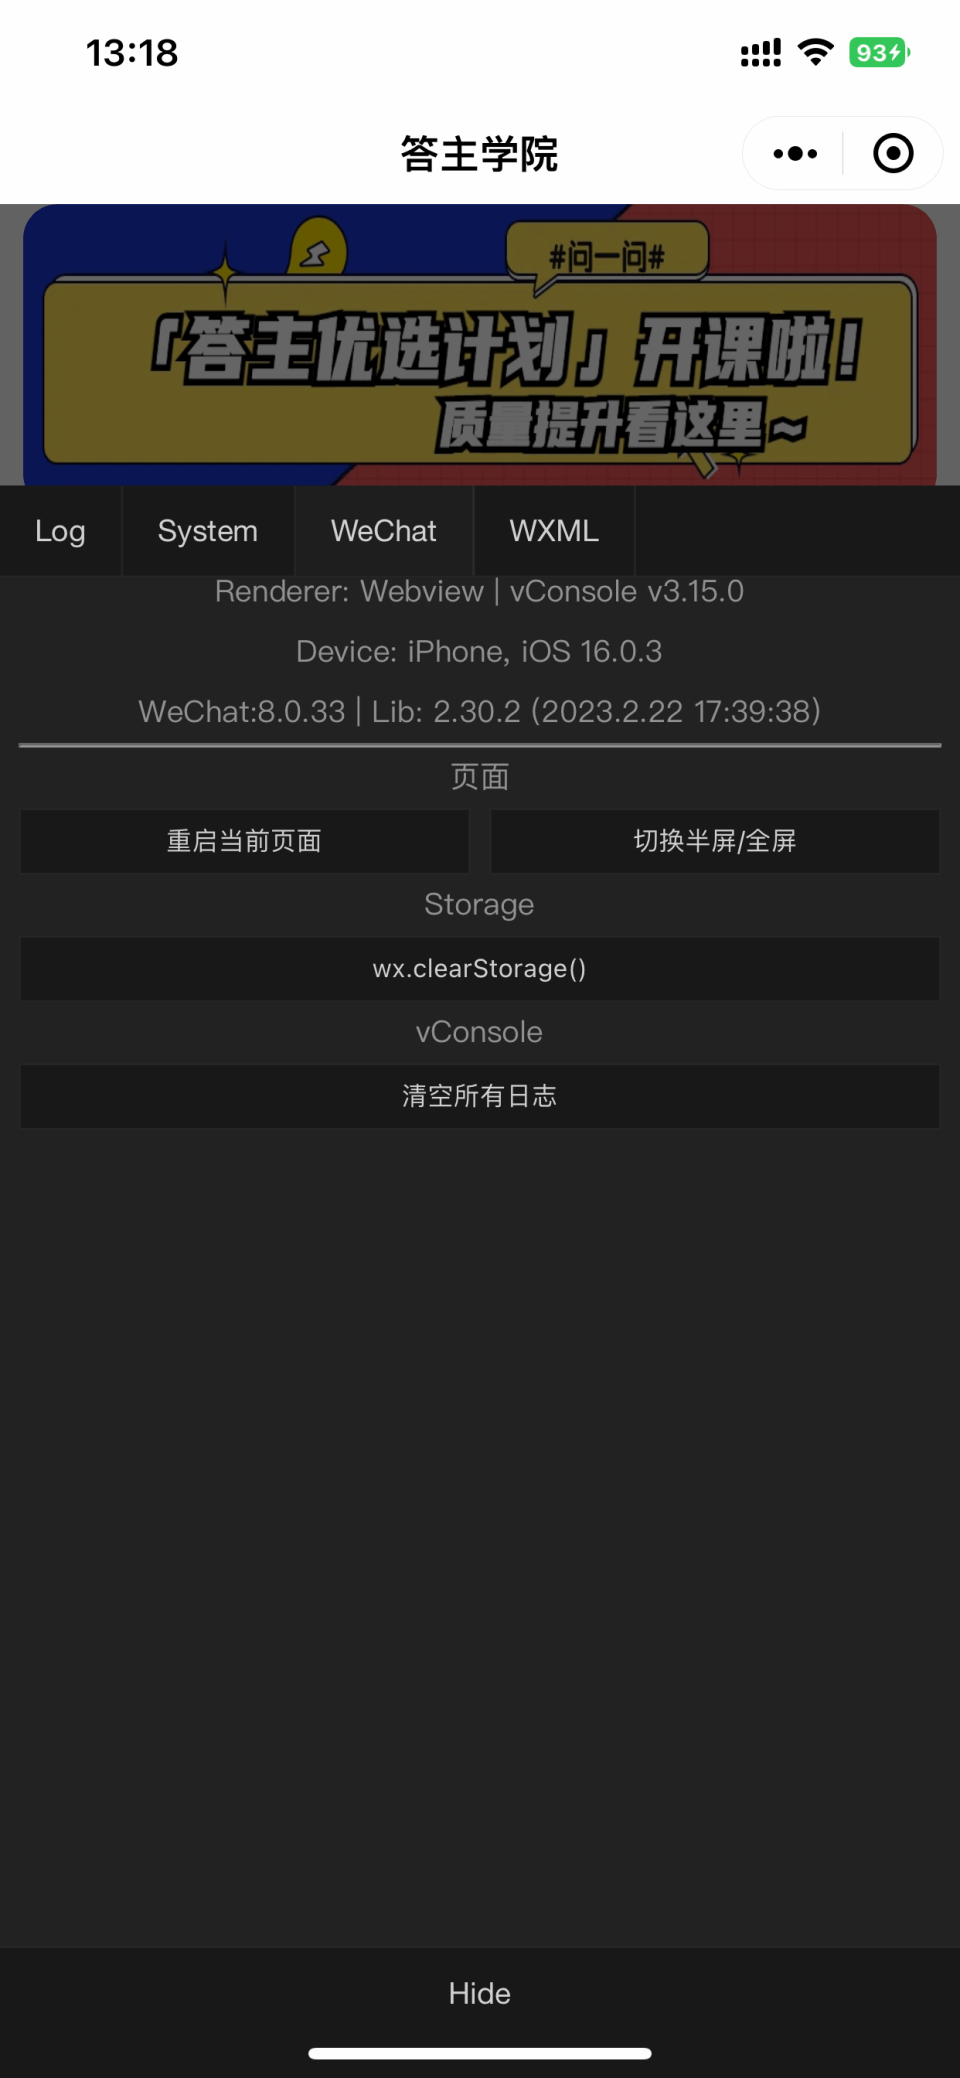 13:18
93
答主学院
#问一问#
「答主优选计划」开课啦！
质量提升看这里~
Log
System
WeChat
WXML
Renderer: Webview | vConsole v3.15.0
Device: iPhone, iOS 16.0.3
WeChat:8.0.33 | Lib: 2.30.2 (2023.2.22 17:39:38)
页面
重启当前页面
切换半屏/全屏
Storage
wx.clearStorage()
vConsole
清空所有日志
Hide